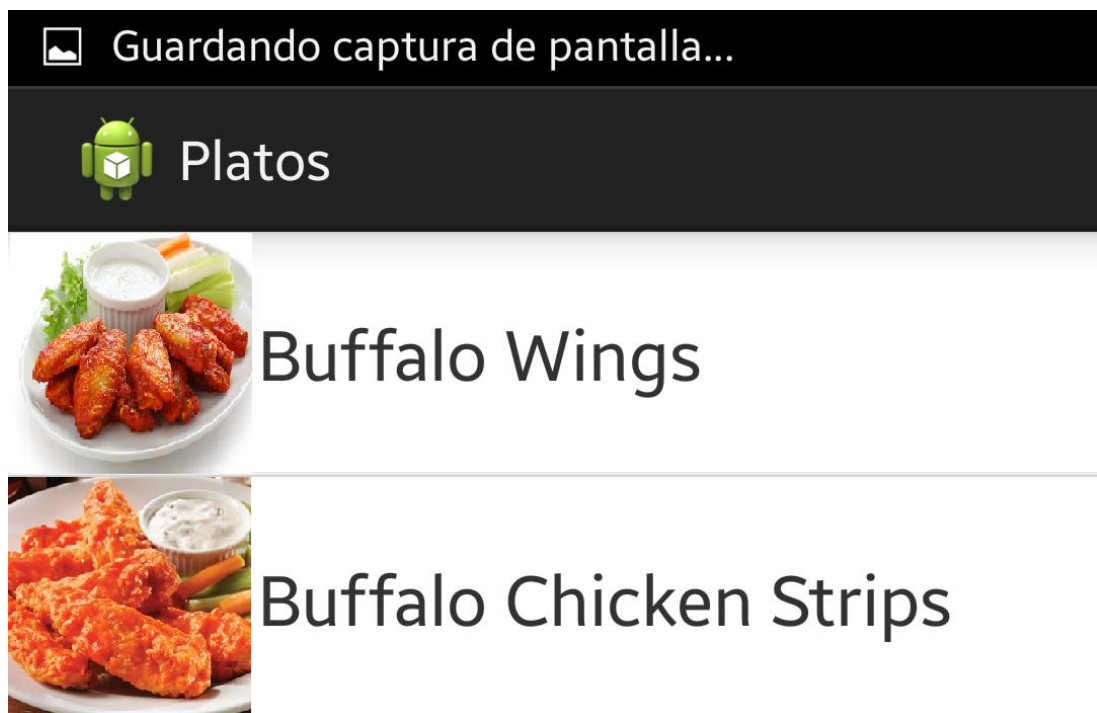 Guardando captura de pantalla...
Platos
Buffalo Wings
Buffalo Chicken Strips